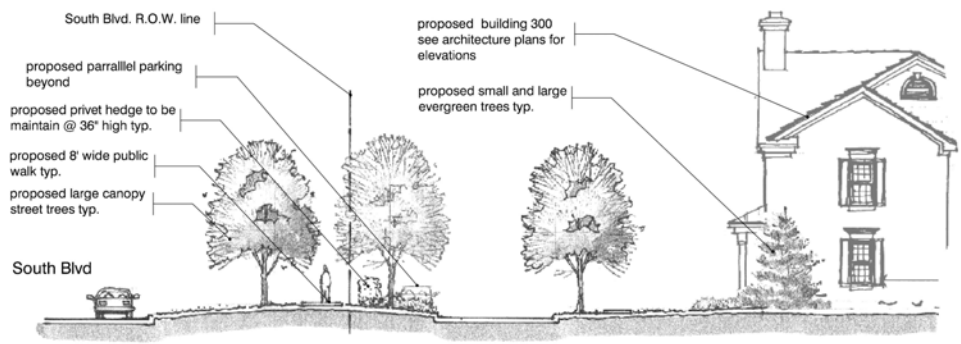 South Blvd. R.O.W. line
proposed parralllel parking
beyond
proposed privet hedge to be
maintain @ 36" high typ.
proposed 8' wide public
walk typ.
proposed large canopy
street trees typ.
South Blvd
proposed building 300
see architecture plans for
elevations
proposed small and large
evergreen trees typ.